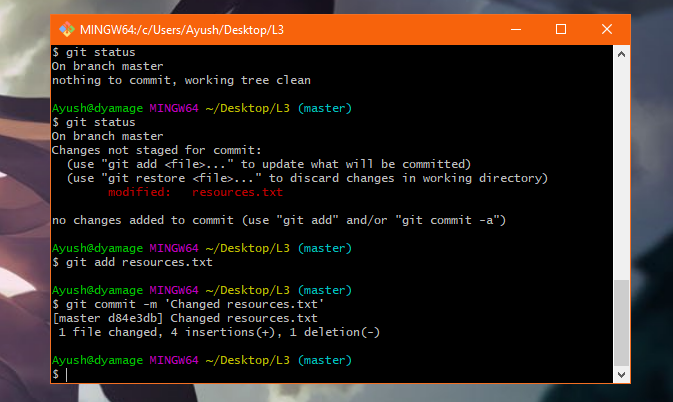 MINGW64:/c/Users/Ayush/Desktop/L3
$ git status
On branch master
nothing to commit, working tree clean
Ayush@dyamage MINGW64 ~/Desktop/L3 (master)
$ git status
On branch master
Changes not staged for commit:
  (use "git add <file>..." to update what will be committed)
  (use "git restore <file>..." to discard changes in working directory)
        modified:   resources.txt
no changes added to commit (use "git add" and/or "git commit -a")
Ayush@dyamage MINGW64 ~/Desktop/L3 (master)
$ git add resources.txt
Ayush@dyamage MINGW64 ~/Desktop/L3 (master)
$ git commit -m 'Changed resources.txt'
[master d84e3db] Changed resources.txt
 1 file changed, 4 insertions(+), 1 deletion(-)
Ayush@dyamage MINGW64 ~/Desktop/L3 (master)
$